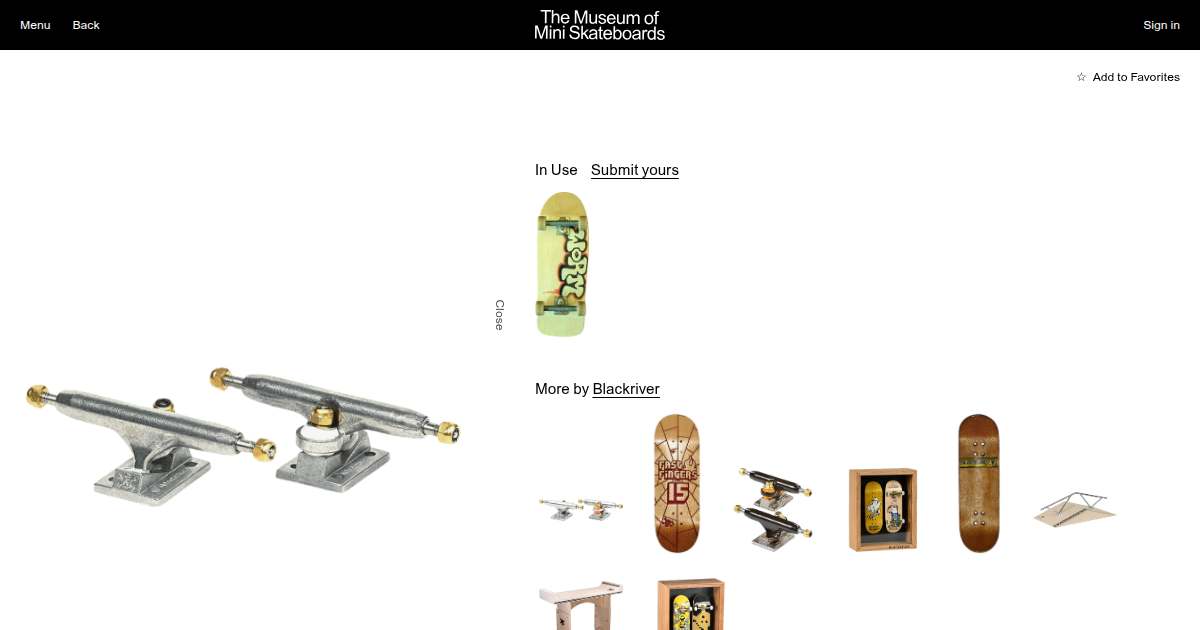 Menu
Back
The Museum of
Mini Skateboards
Sign in
☆ Add to Favorites
In Use
Submit yours
Close
More by Blackriver
FAST
FINGERS
15